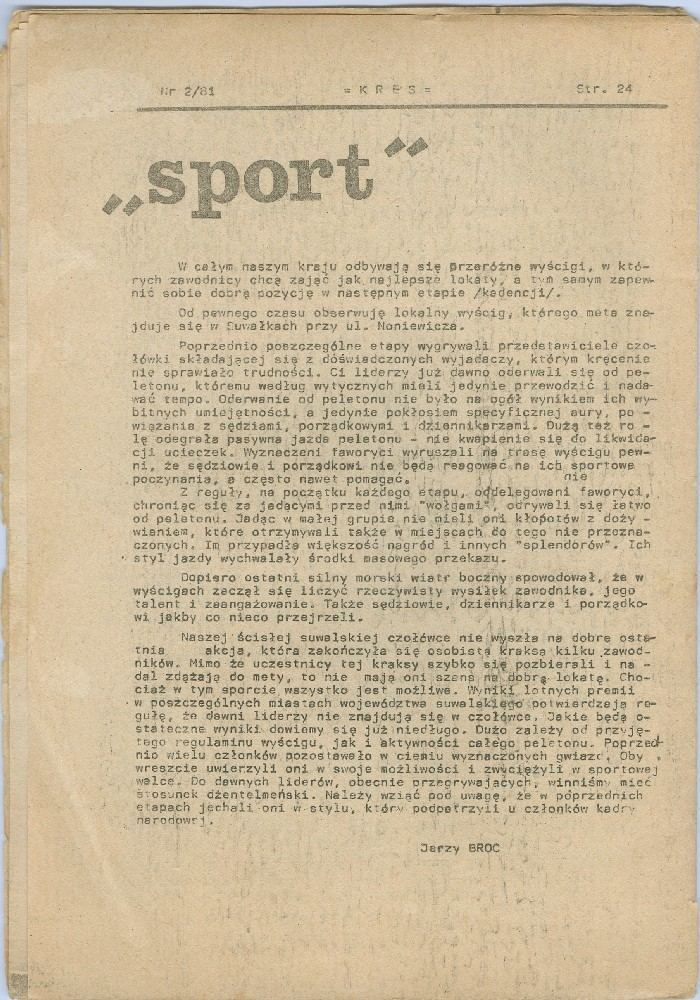 Nr 2/81 = K R E S = Str. 24
„sport”
W całym naszym kraju odbywają się przeróżne wyścigi, w któ-
rych zawodnicy chcą zająć jak najlepsze lokaty, a tym samym zapew-
nić sobie dobrą pozycję w następnym etapie /kadencji/.
Od pewnego czasu obserwuję lokalny wyścig, którego meta zna-
jduje się w Suwałkach przy ul. Noniewicza.
Poprzednio poszczególne etapy wygrywali przedstawiciele czo-
łówki składającej się z doświadczonych wyjadaczy, którym kręcenie
nie sprawiało trudności. Ci liderzy już dawno oderwali się od pe-
letonu, któremu według wytycznych mieli jedynie przewodzić i nada-
wać tempo. Oderwanie od peletonu nie było na ogół wynikiem ich wy-
bitnych umiejętności, a jedynie pokłosiem specyficznej aury, po -
wiązania z sędziami, porządkowymi i dziennikarzami. Dużą też ro -
lę odegrała pasywna jazda peletonu - nie kwapienie się do likwida-
cji ucieczek. Wyznaczeni faworyci wyruszali na trasę wyścigu pew-
ni, że sędziowie i porządkowi nie będą reagować na ich sportowe
poczynania, a często nawet pomagać. nie
Z reguły, na początku każdego etapu, oddelegowani faworyci,
chroniąc się za jadącymi przed nimi "wołgami", odrywali się łatwo
od peletonu. Jadąc w małej grupie nie mieli oni kłopotów z doży -
wianiem, które otrzymywali także w miejscach do tego nie przezna-
czonych. Im przypadła większość nagród i innych "splendorów". Ich
styl jazdy wychwalały środki masowego przekazu.
Dopiero ostatni silny morski wiatr boczny spowodował, że w
wyścigach zaczął się liczyć rzeczywisty wysiłek zawodnika, jego
talent i zaangażowanie. Także sędziowie, dziennikarze i porządko-
wi jakby co nieco przejrzeli.
Naszej ścisłej suwalskiej czołówce nie wyszła na dobre osta-
tnia akcja, która zakończyła się osobistą kraksą kilku zawod-
ników. Mimo że uczestnicy tej kraksy szybko się pozbierali i na -
dal zdążają do mety, to nie mają oni szans na dobrą lokatę. Cho-
ciaż w tym sporcie wszystko jest możliwe. Wyniki lotnych premii
w poszczególnych miastach województwa suwalskiego potwierdzają re-
gułę, że dawni liderzy nie znajdują się w czołówce. Jakie będą o-
stateczne wyniki dowiemy się już niedługo. Dużo zależy od przyję-
tego regulaminu wyścigu, jak i aktywności całego peletonu. Poprzed-
nio wielu członków pozostawało w cieniu wyznaczonych gwiazd. Oby
wreszcie uwierzyli oni w swoje możliwości i zwyciężyli w sportowej
walce. Do dawnych liderów, obecnie przegrywających, winniśmy mieć
stosunek dżentelmeński. Należy wziąć pod uwagę, że w poprzednich
etapach jechali oni w stylu, który podpatrzyli u członków kadry
narodowej.
Jerzy BROC